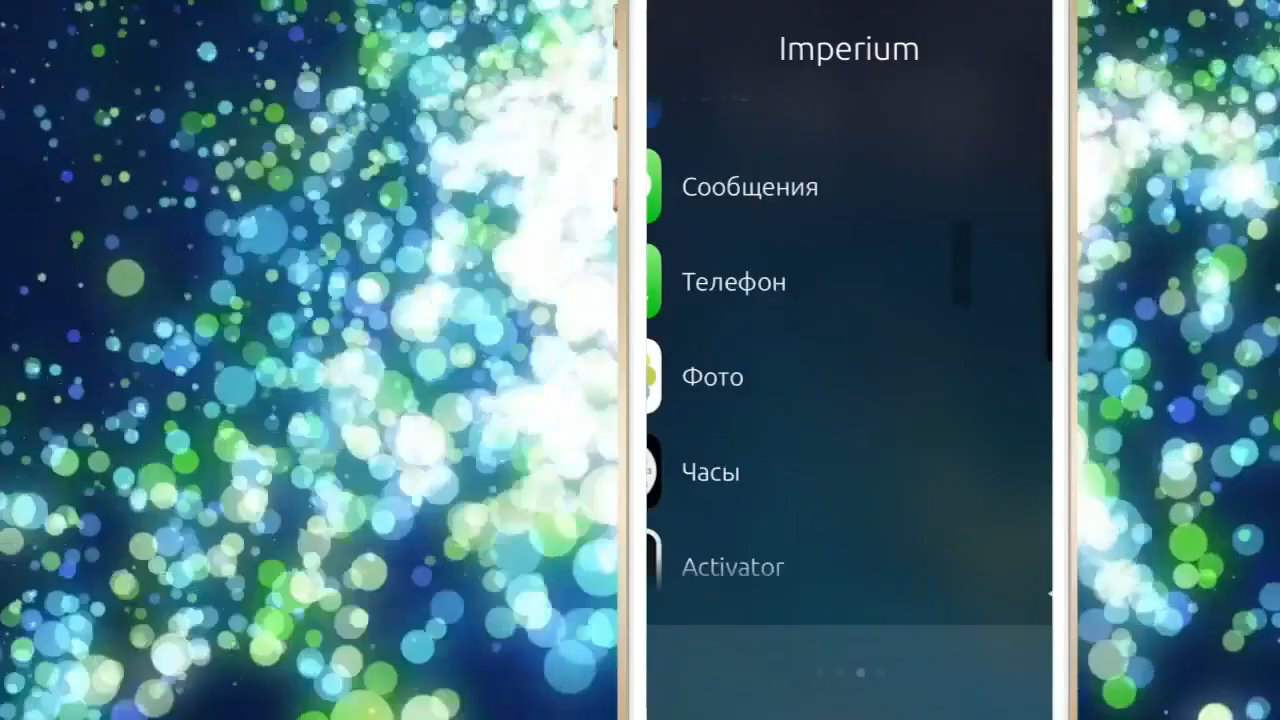 Imperium
Сообщения
Телефон
Фото
Часы
Activator